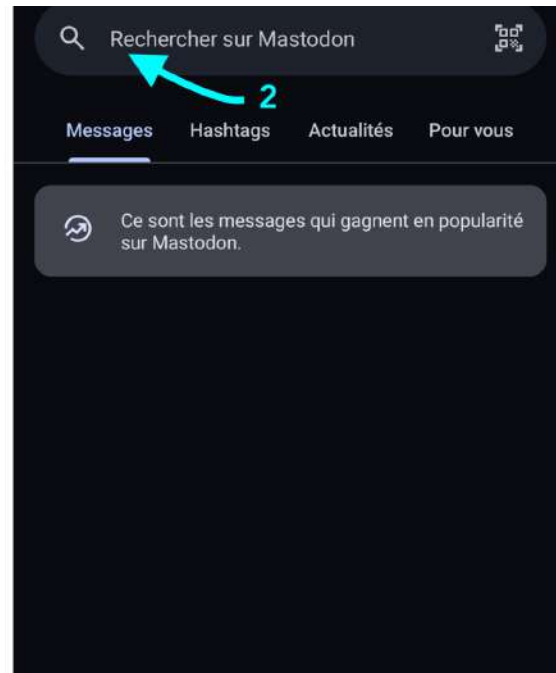 Rechercher sur Mastodon
2
Messages Hashtags Actualités Pour vous
Ce sont les messages qui gagnent en popularité
sur Mastodon.